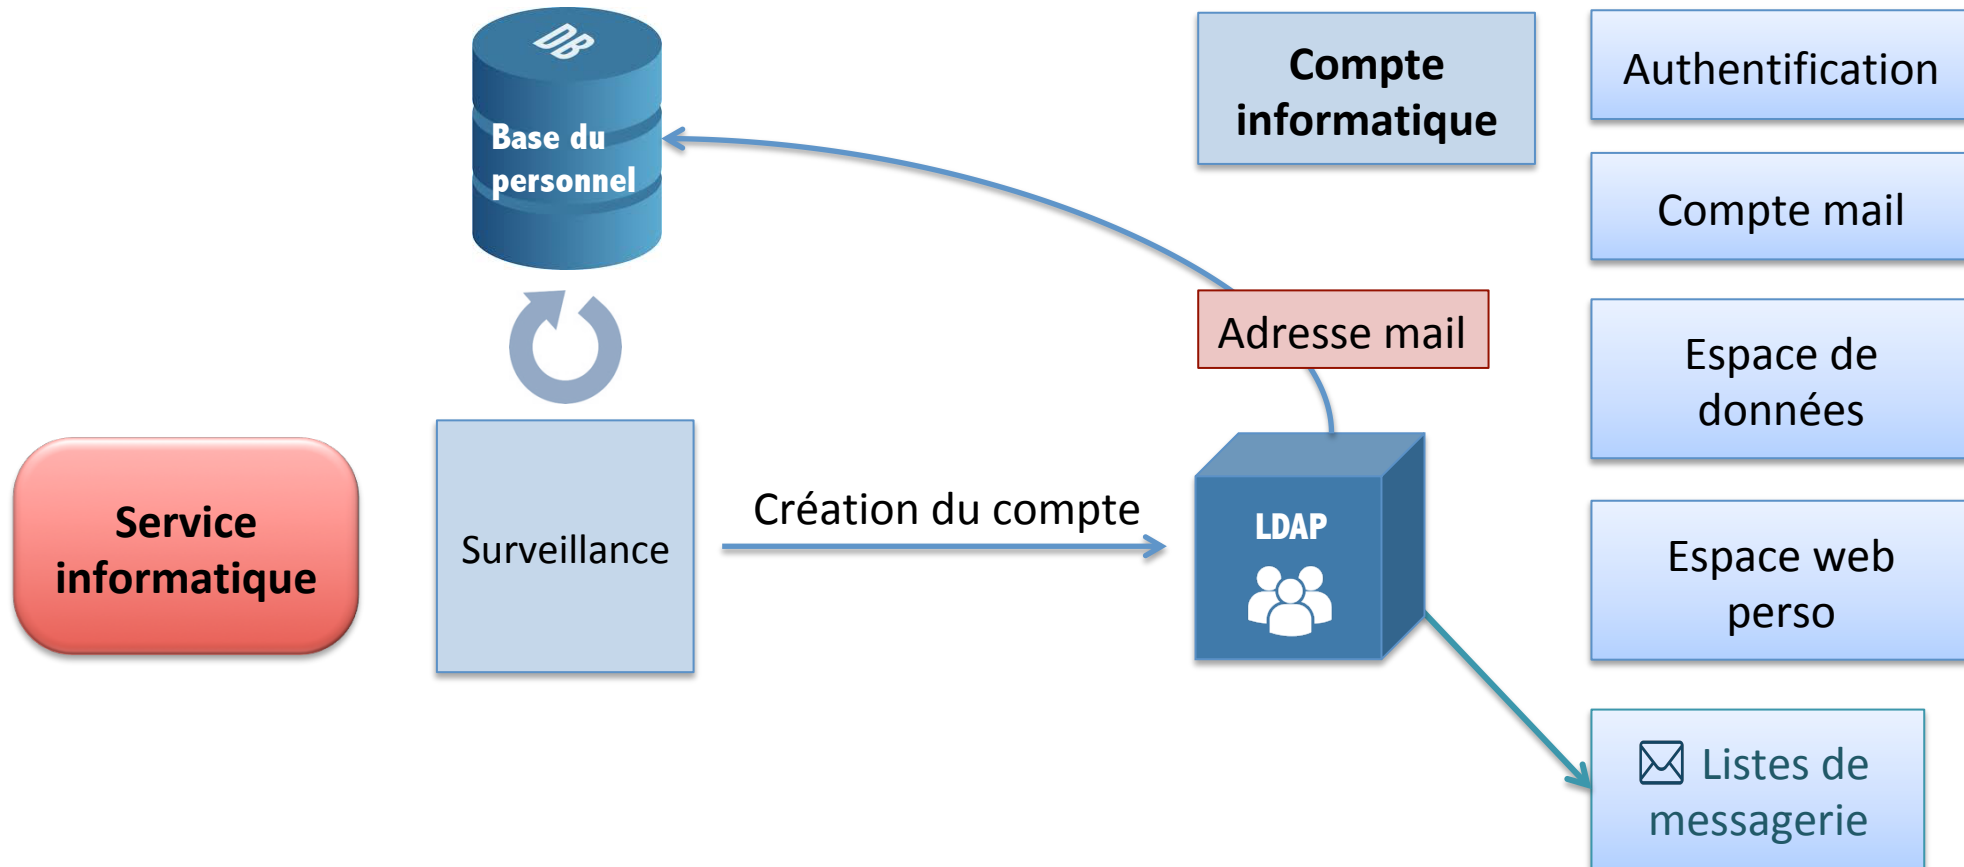 DB
Base du
personnel
Compte
informatique
Authentification
Compte mail
Adresse mail
Espace de
données
Service
informatique
Surveillance
Création du compte
LDAP
Espace web
perso
Listes de
messagerie